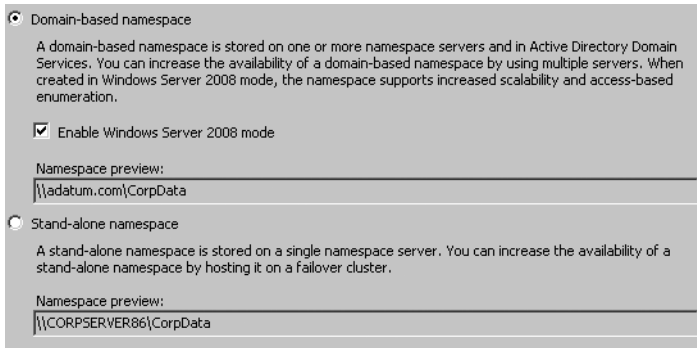 Domain-based namespace
A domain-based namespace is stored on one or more namespace servers and in Active Directory Domain
Services. You can increase the availability of a domain-based namespace by using multiple servers. When
created in Windows Server 2008 mode, the namespace supports increased scalability and access-based
enumeration.
Enable Windows Server 2008 mode
Namespace preview:
\\adatum.com\CorpData
Stand-alone namespace
A stand-alone namespace is stored on a single namespace server. You can increase the availability of a
stand-alone namespace by hosting it on a failover cluster.
Namespace preview:
\\CORPSERVER86\CorpData